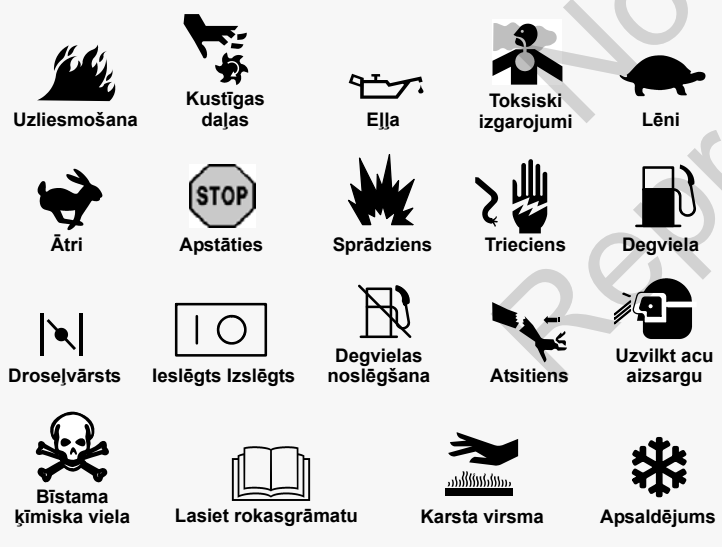 Uzliesmošana
Kustīgas
daļas
Eļļa
Toksiski
izgarojumi
Lēni
Ātri
STOP
Apstāties
Sprādziens
Trieciens
Degviela
Droseļvārsts
Ieslēgts Izslēgts
Degvielas
noslēgšana
Atsitiens
Uzvilkt acu
aizsargu
Bīstama
ķīmiska viela
Lasiet rokasgrāmatu
Karsta virsma
Apsaldējums